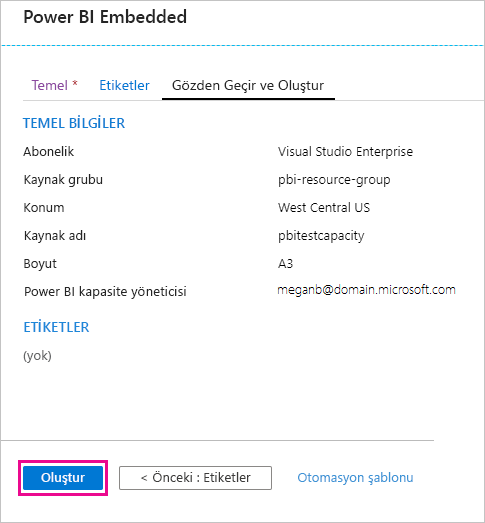 Power BI Embedded
Temel * Etiketler Gözden Geçir ve Oluştur
TEMEL BİLGİLER
Abonelik Visual Studio Enterprise
Kaynak grubu pbi-resource-group
Konum West Central US
Kaynak adı pbitestcapacity
Boyut A3
Power BI kapasite yöneticisi meganb@domain.microsoft.com
ETİKETLER
(yok)
Oluştur < Önceki : Etiketler Otomasyon şablonu